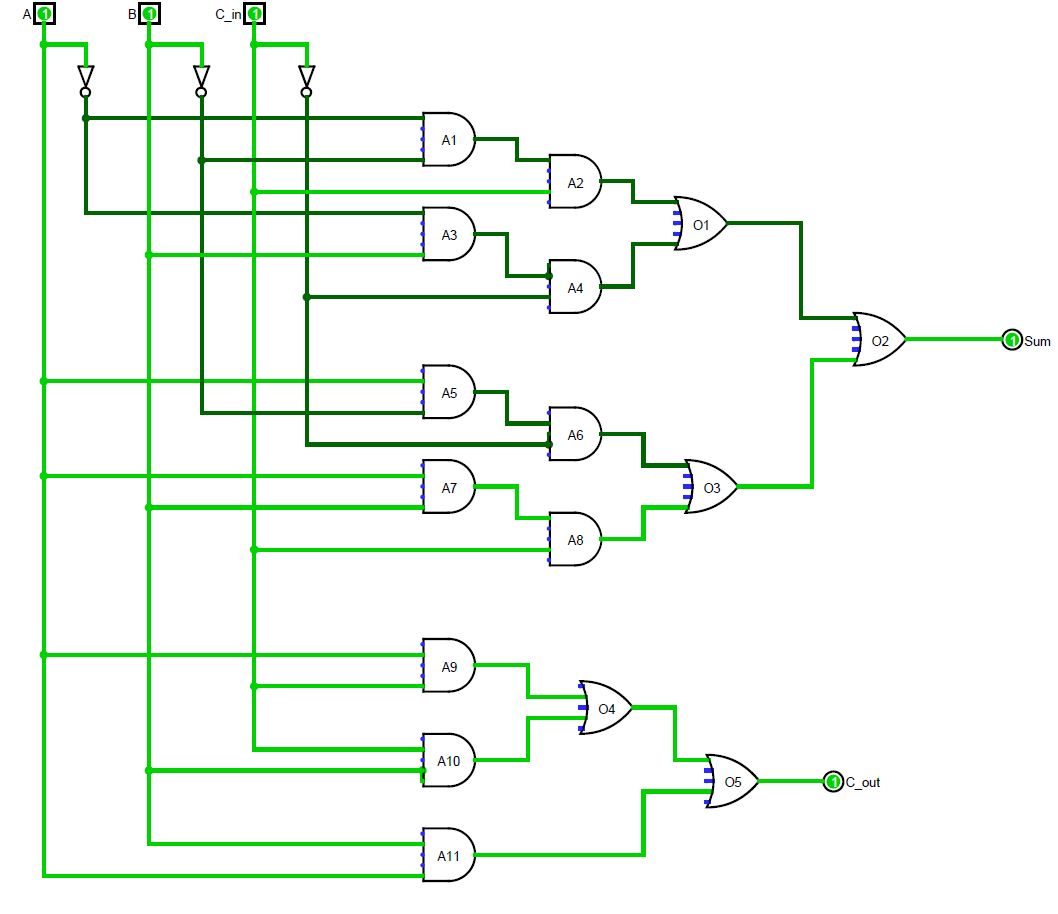 A 1 B 1 C_in 1
A1
A2
O1
A3
A4
O2 1 Sum
A5
A6
A7 O3
A8
A9
O4
A10
O5 1 C_out
A11